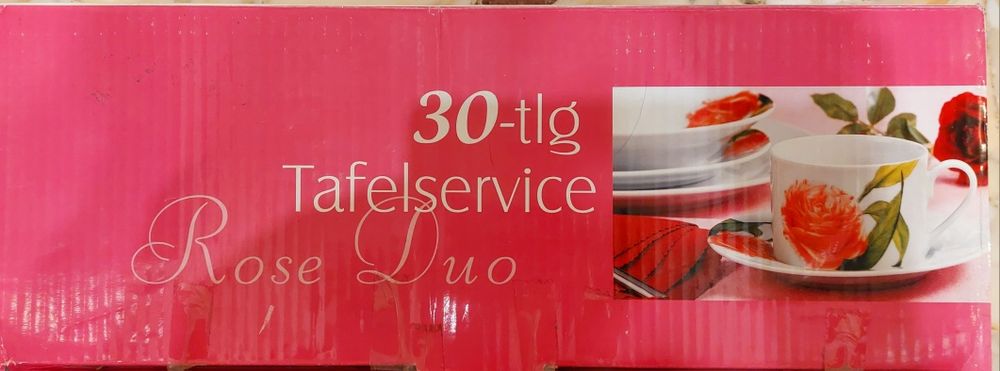 30-tlg
Tafelservice
Rose Duo